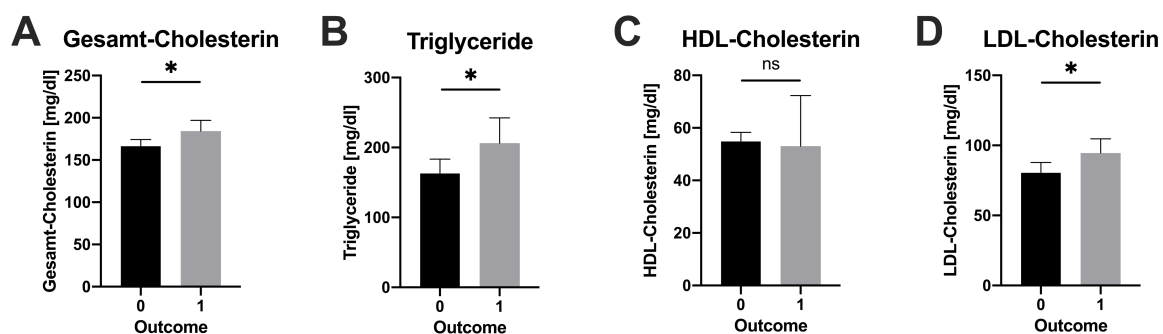 A
Gesamt-Cholesterin
Gesamt-Cholesterin [mg/dl]
250
200
150
100
50
0
*
0 1
Outcome
B
Triglyceride
Triglyceride [mg/dl]
300
200
100
0
*
0 1
Outcome
C
HDL-Cholesterin
HDL-Cholesterin [mg/dl]
80
60
40
20
0
ns
0 1
Outcome
D
LDL-Cholesterin
LDL-Cholesterin [mg/dl]
150
100
50
0
*
0 1
Outcome